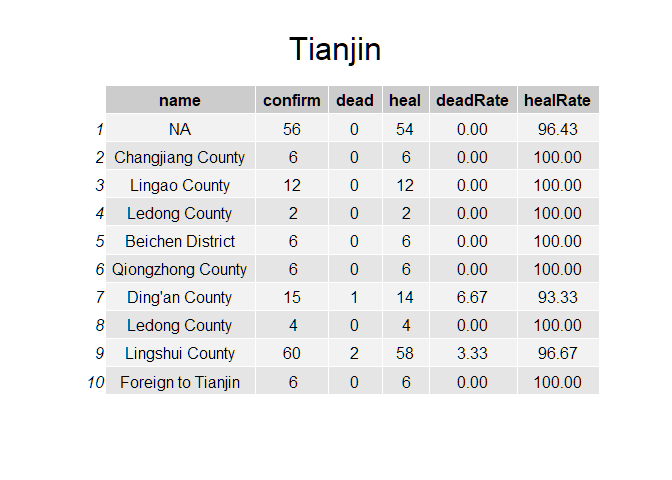 Tianjin
name confirm dead heal deadRate healRate
1 NA 56 0 54 0.00 96.43
2 Changjiang County 6 0 6 0.00 100.00
3 Lingao County 12 0 12 0.00 100.00
4 Ledong County 2 0 2 0.00 100.00
5 Beichen District 6 0 6 0.00 100.00
6 Qiongzhong County 6 0 6 0.00 100.00
7 Ding'an County 15 1 14 6.67 93.33
8 Ledong County 4 0 4 0.00 100.00
9 Lingshui County 60 2 58 3.33 96.67
10 Foreign to Tianjin 6 0 6 0.00 100.00